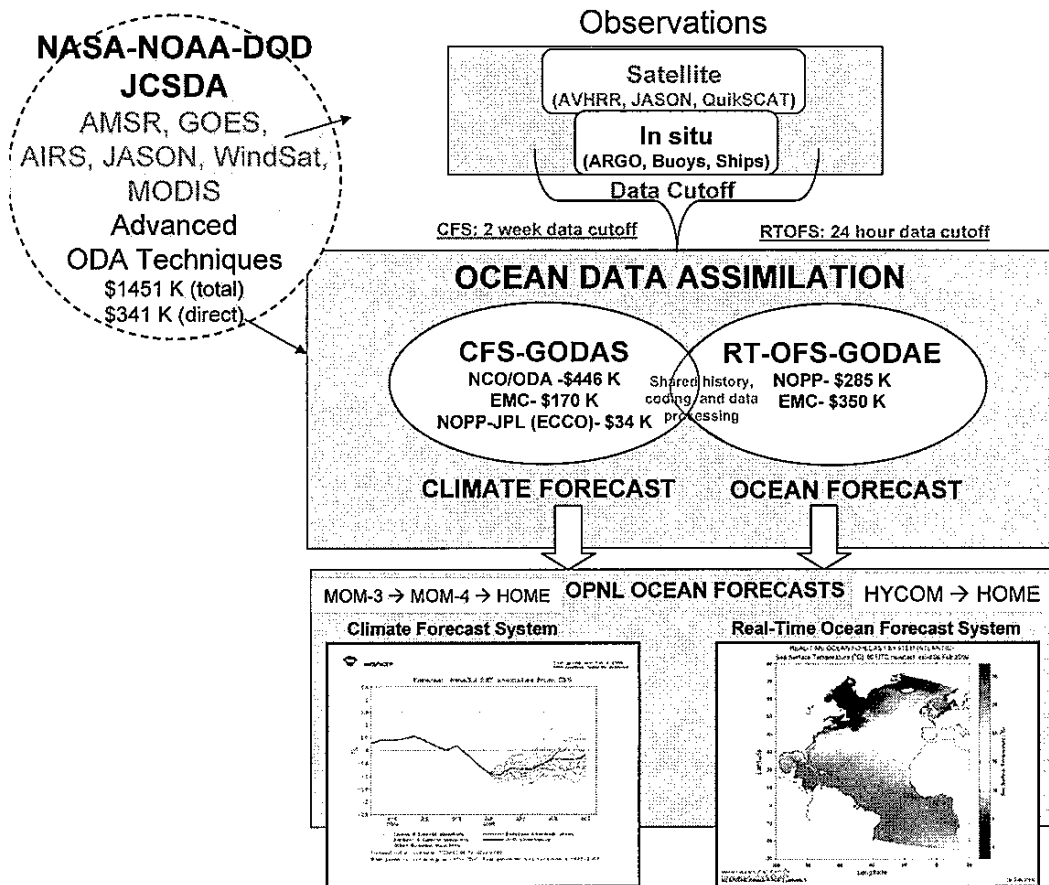 Observations
NASA-NOAA-DOD
JCSDA
AMSR, GOES,
AIRS, JASON, WindSat,
MODIS
Advanced
ODA Techniques
$1451 K (total)
$341 K (direct)
Satellite
(AVHRR, JASON, QuikSCAT)
In situ
(ARGO, Buoys, Ships)
Data Cutoff
CFS: 2 week data cutoff
RTOFS: 24 hour data cutoff
OCEAN DATA ASSIMILATION
CFS-GODAS
NCO/ODA -$446 K
EMC- $170 K
NOPP-JPL (ECCO)- $34 K
Shared history,
coding, and data
processing
RT-OFS-GODAE
NOPP- $285 K
EMC- $350 K
CLIMATE FORECAST
OCEAN FORECAST
OPNL OCEAN FORECASTS
MOM-3 → MOM-4 → HOME
HYCOM → HOME
Climate Forecast System
Real-Time Ocean Forecast System
Latitude
Longitude